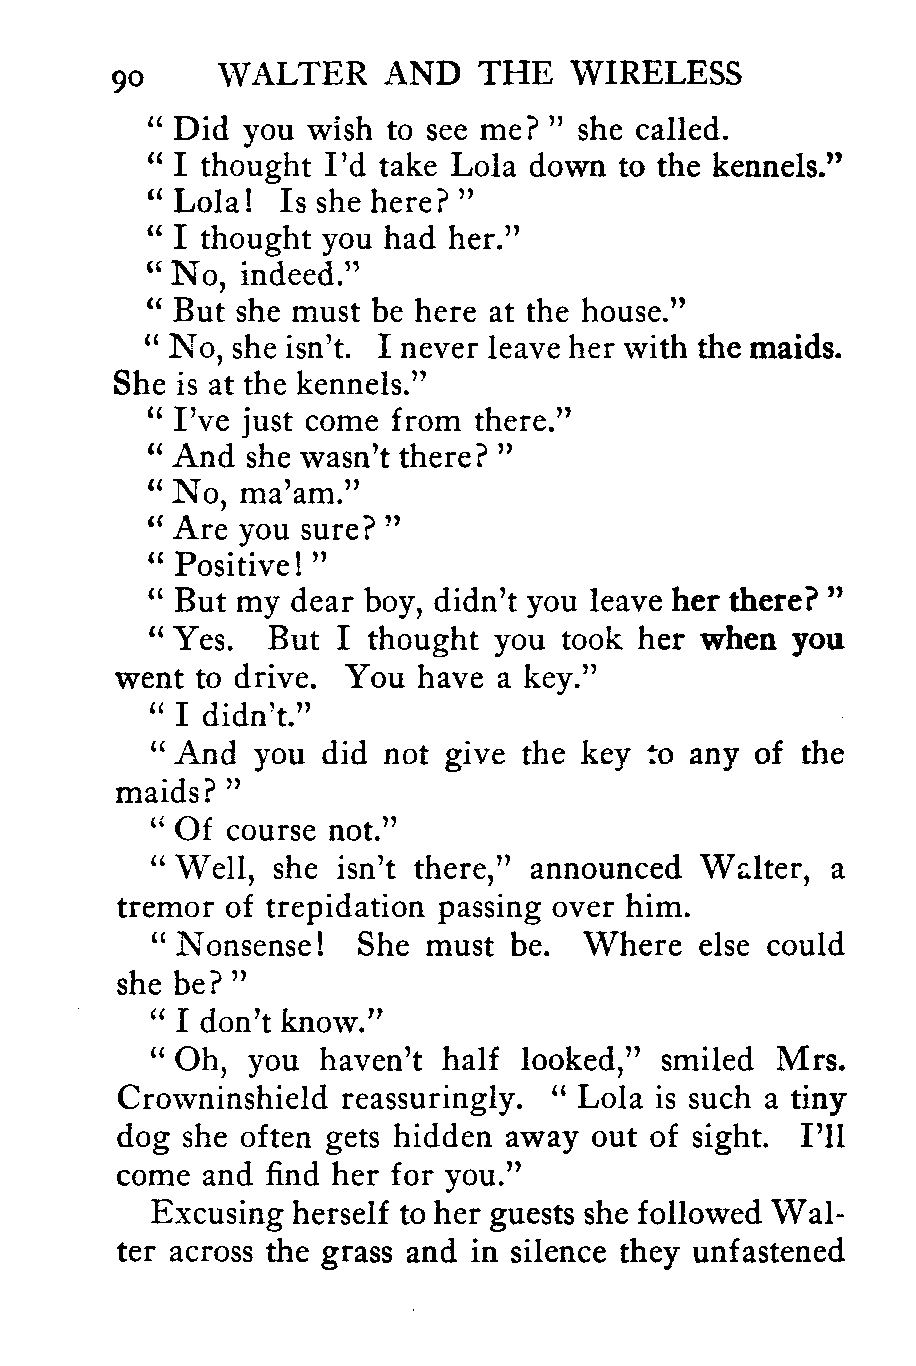 90 WALTER AND THE WIRELESS
“ Did you wish to see me? ” she called.
“ I thought I’d take Lola down to the kennels.”
“ Lola! Is she here? ”
“ I thought you had her.”
“ No, indeed.”
“ But she must be here at the house.”
“ No, she isn’t. I never leave her with the maids.
She is at the kennels.”
“ I’ve just come from there.”
“ And she wasn’t there? ”
“ No, ma’am.”
“ Are you sure? ”
“ Positive! ”
“ But my dear boy, didn’t you leave her there? ”
“ Yes. But I thought you took her when you
went to drive. You have a key.”
“ I didn’t.”
“ And you did not give the key to any of the
maids? ”
“ Of course not.”
“ Well, she isn’t there,” announced Walter, a
tremor of trepidation passing over him.
“ Nonsense! She must be. Where else could
she be? ”
“ I don’t know.”
“ Oh, you haven’t half looked,” smiled Mrs.
Crowninshield reassuringly. “ Lola is such a tiny
dog she often gets hidden away out of sight. I’ll
come and find her for you.”
Excusing herself to her guests she followed Wal-
ter across the grass and in silence they unfastened